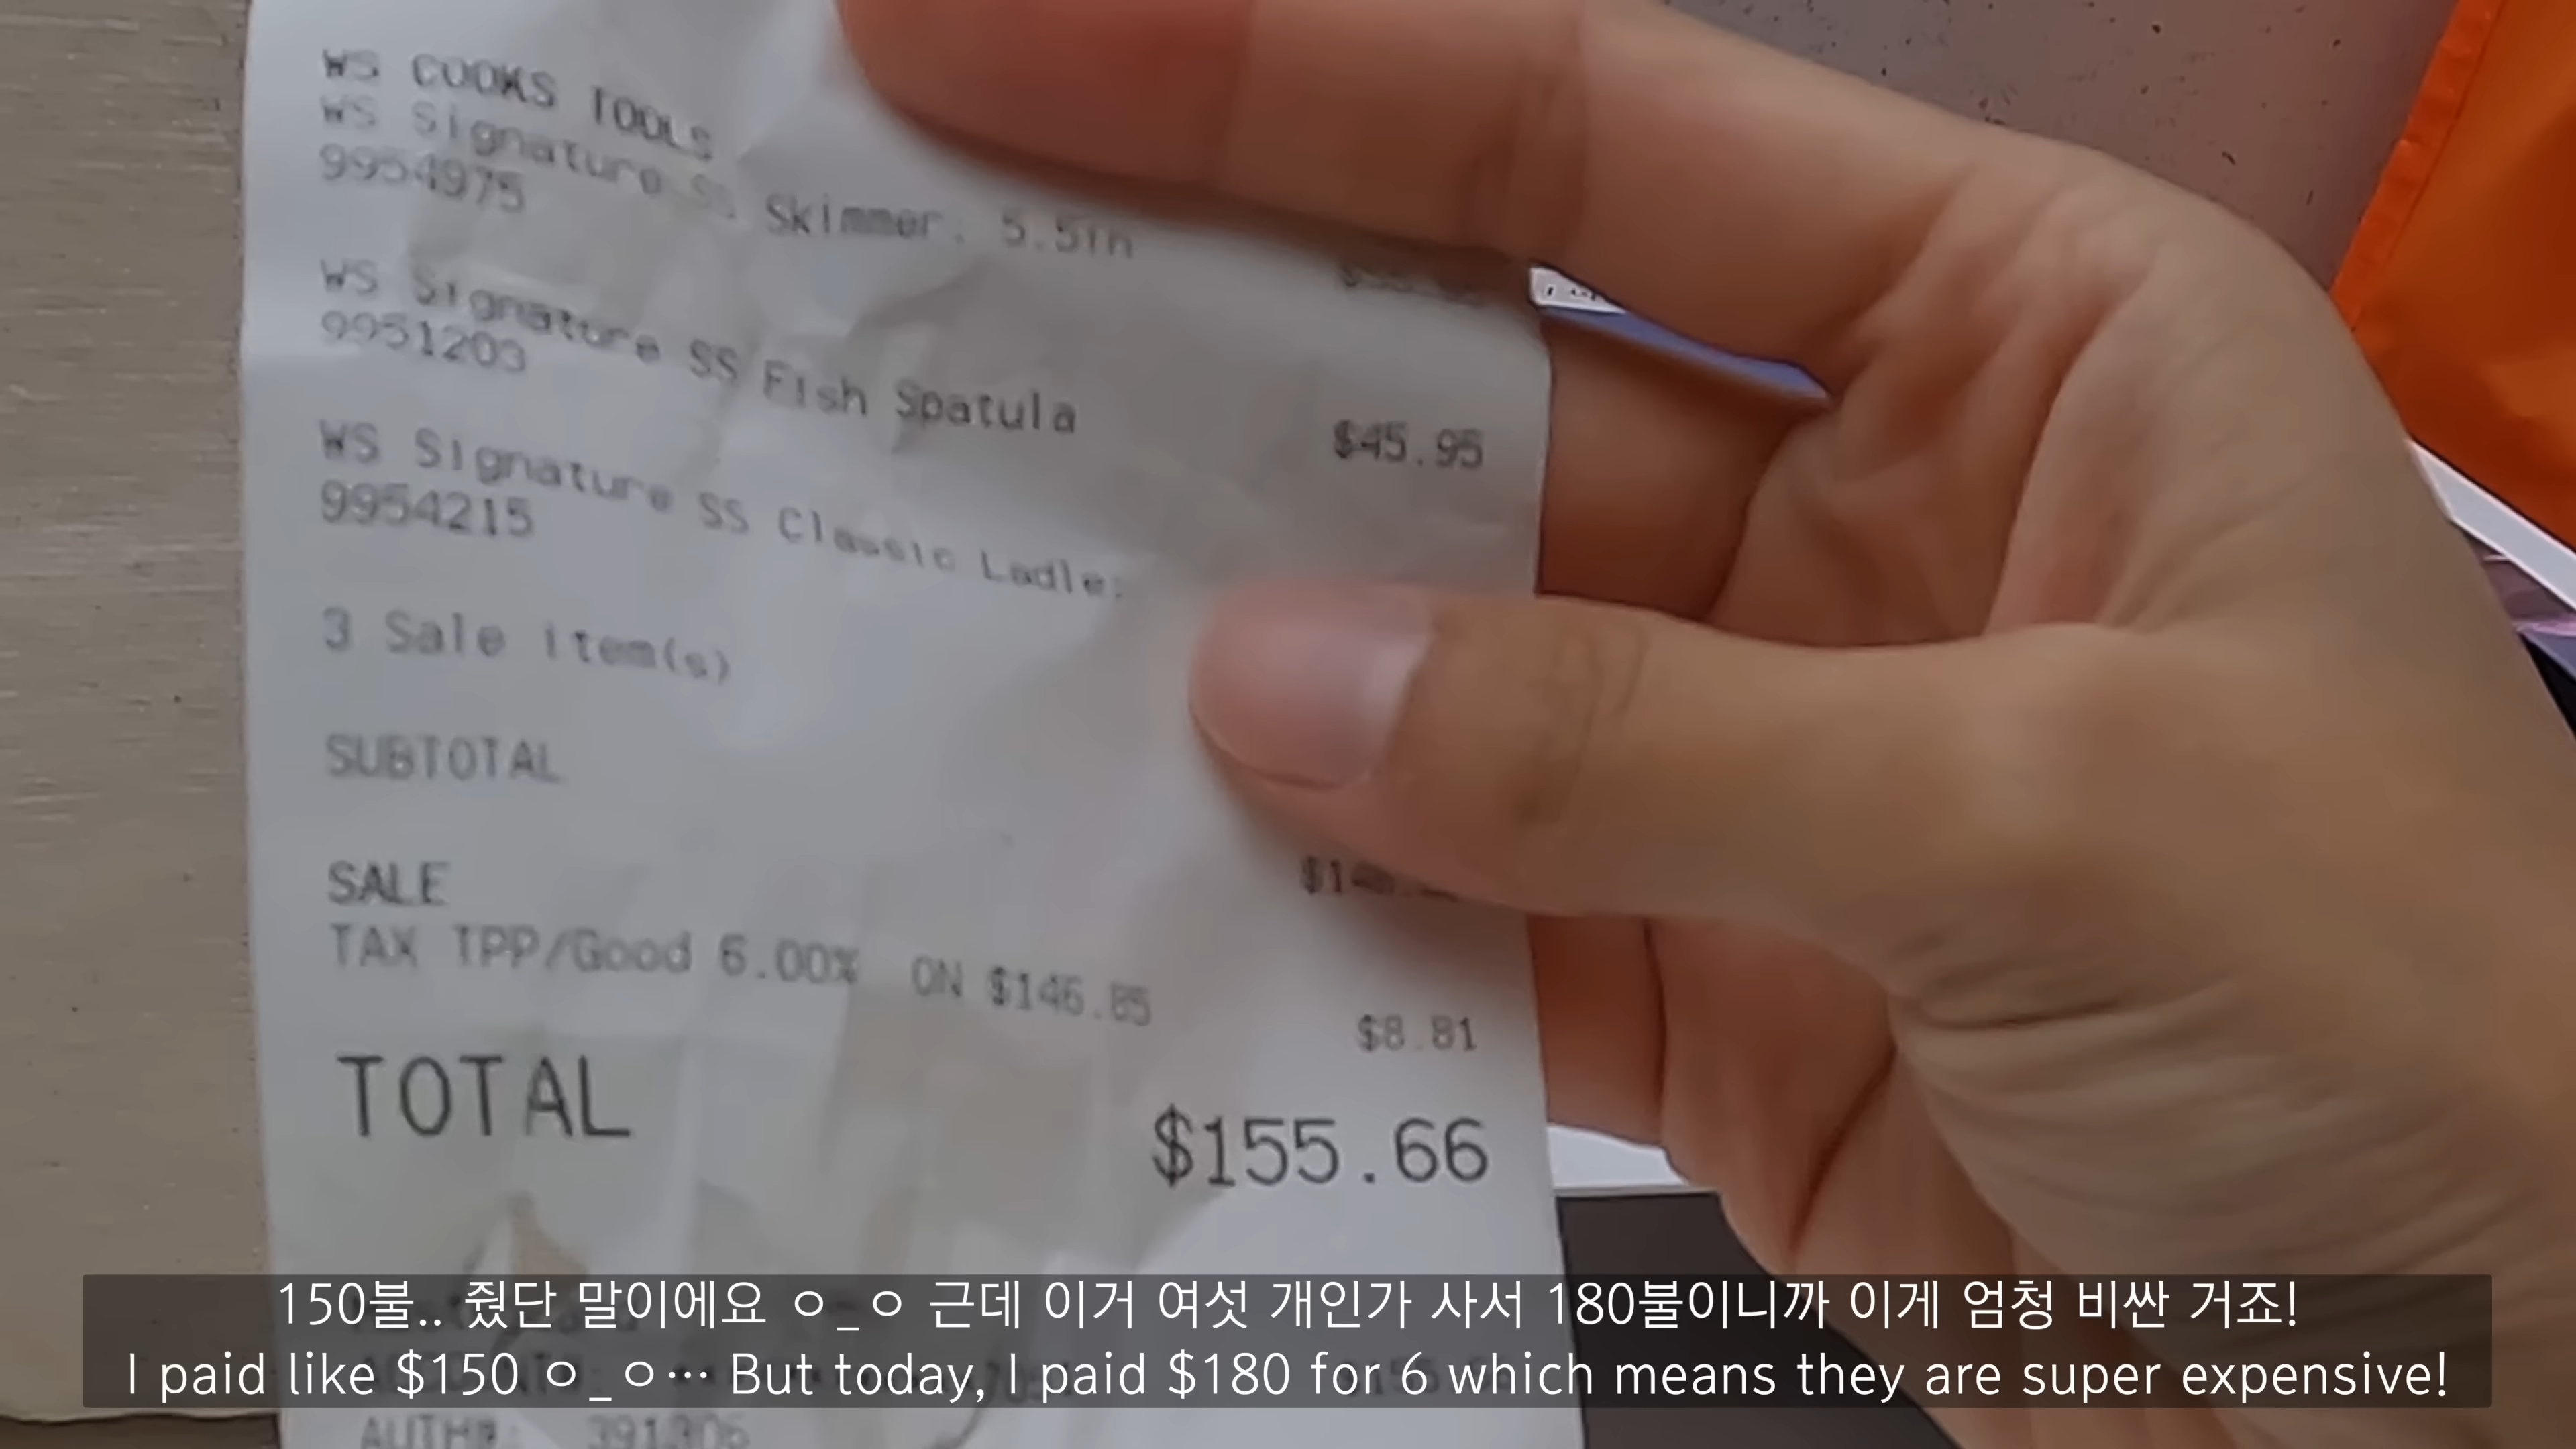 WS COOKS TOOLS
WS Signature SS Skimmer, 5.5in
9954975
WS Signature SS Fish Spatula
9951203
$45.95
WS Signature SS Classic Ladle:
9954215
3 Sale item(s)
SUBTOTAL
SALE
TAX TPP/Good 6.00% ON $146.85
$8.81
TOTAL
$155.66
150불.. 줬단 말이에요 ㅇ_ㅇ 근데 이거 여섯 개인가 사서 180불이니까 이게 엄청 비싼 거죠!
I paid like $150 ㅇ_ㅇ… But today, I paid $180 for 6 which means they are super expensive!
AUTH#: 391306